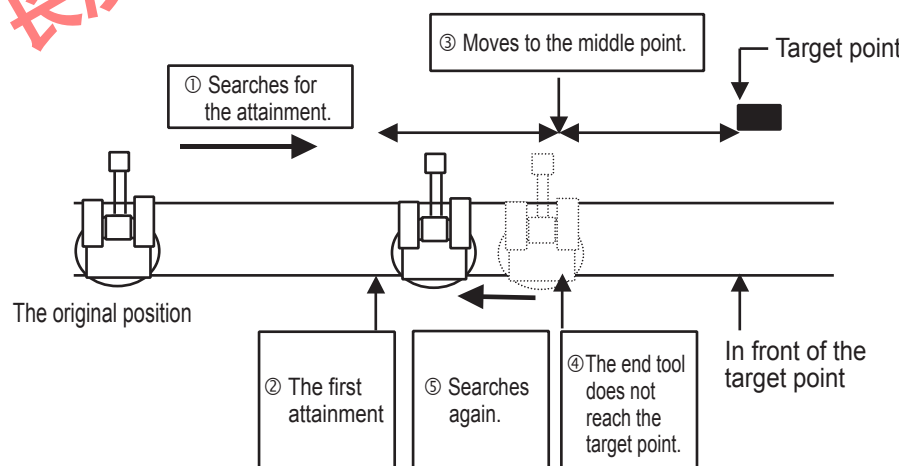 ③ Moves to the middle point.
Target point
① Searches for
the attainment.
The original position
② The first
attainment
⑤ Searches
again.
④The end tool
does not
reach the
target point.
In front of the
target point